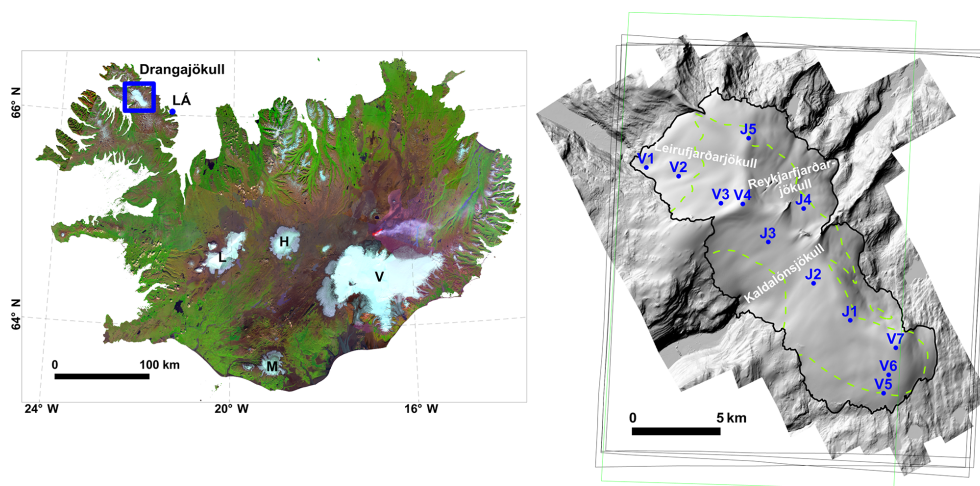 Drangajökull
LÁ
66° N
64° N
L
H
V
M
0 100 km
24° W
20° W
16° W
J5
V1
Leirufjarðarjökull
V2
Reykjarfjarðar-
jökull
V3
V4
J4
J3
Kaldalónsjökull
J2
J1
V7
V6
V5
0 5 km